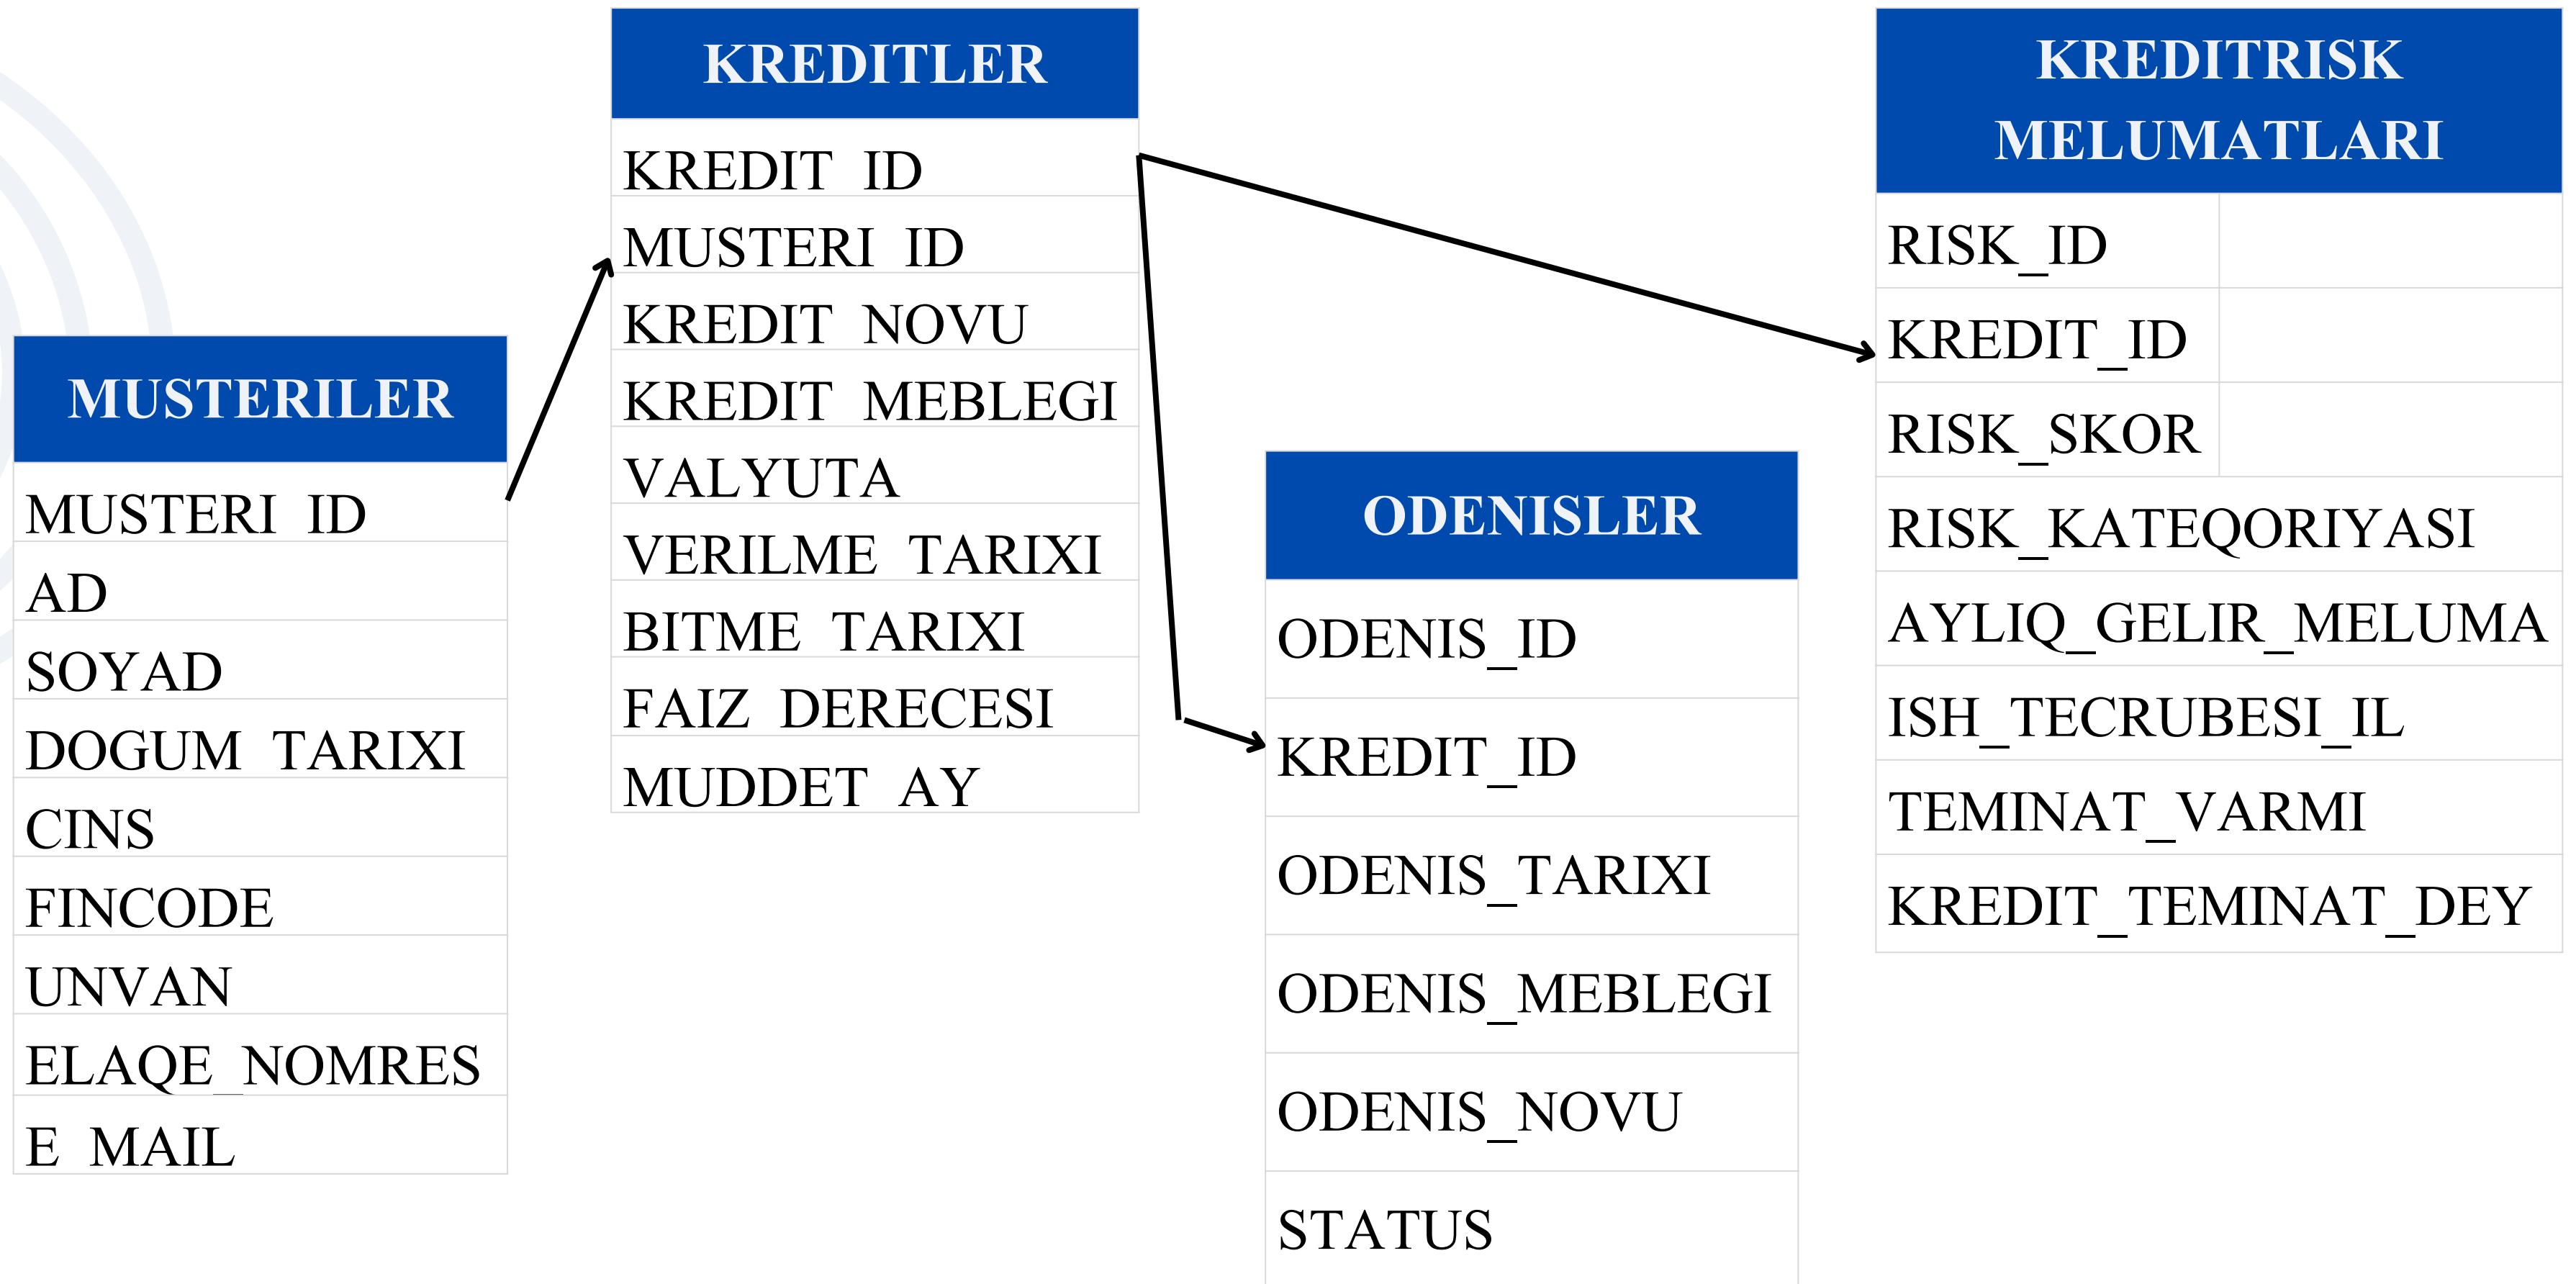 MUSTERILER
MUSTERI_ID
AD
SOYAD
DOGUM_TARIXI
CINS
FINCODE
UNVAN
ELAQE_NOMRES
E_MAIL
KREDITLER
KREDIT_ID
MUSTERI_ID
KREDIT_NOVU
KREDIT_MEBLEGI
VALYUTA
VERILME_TARIXI
BITME_TARIXI
FAIZ_DERECESI
MUDDET_AY
ODENISLER
ODENIS_ID
KREDIT_ID
ODENIS_TARIXI
ODENIS_MEBLEGI
ODENIS_NOVU
STATUS
KREDITRISK
MELUMATLARI
RISK_ID
KREDIT_ID
RISK_SKOR
RISK_KATEQORIYASI
AYLIQ_GELIR_MELUMA
ISH_TECRUBESI_IL
TEMINAT_VARMI
KREDIT_TEMINAT_DEY